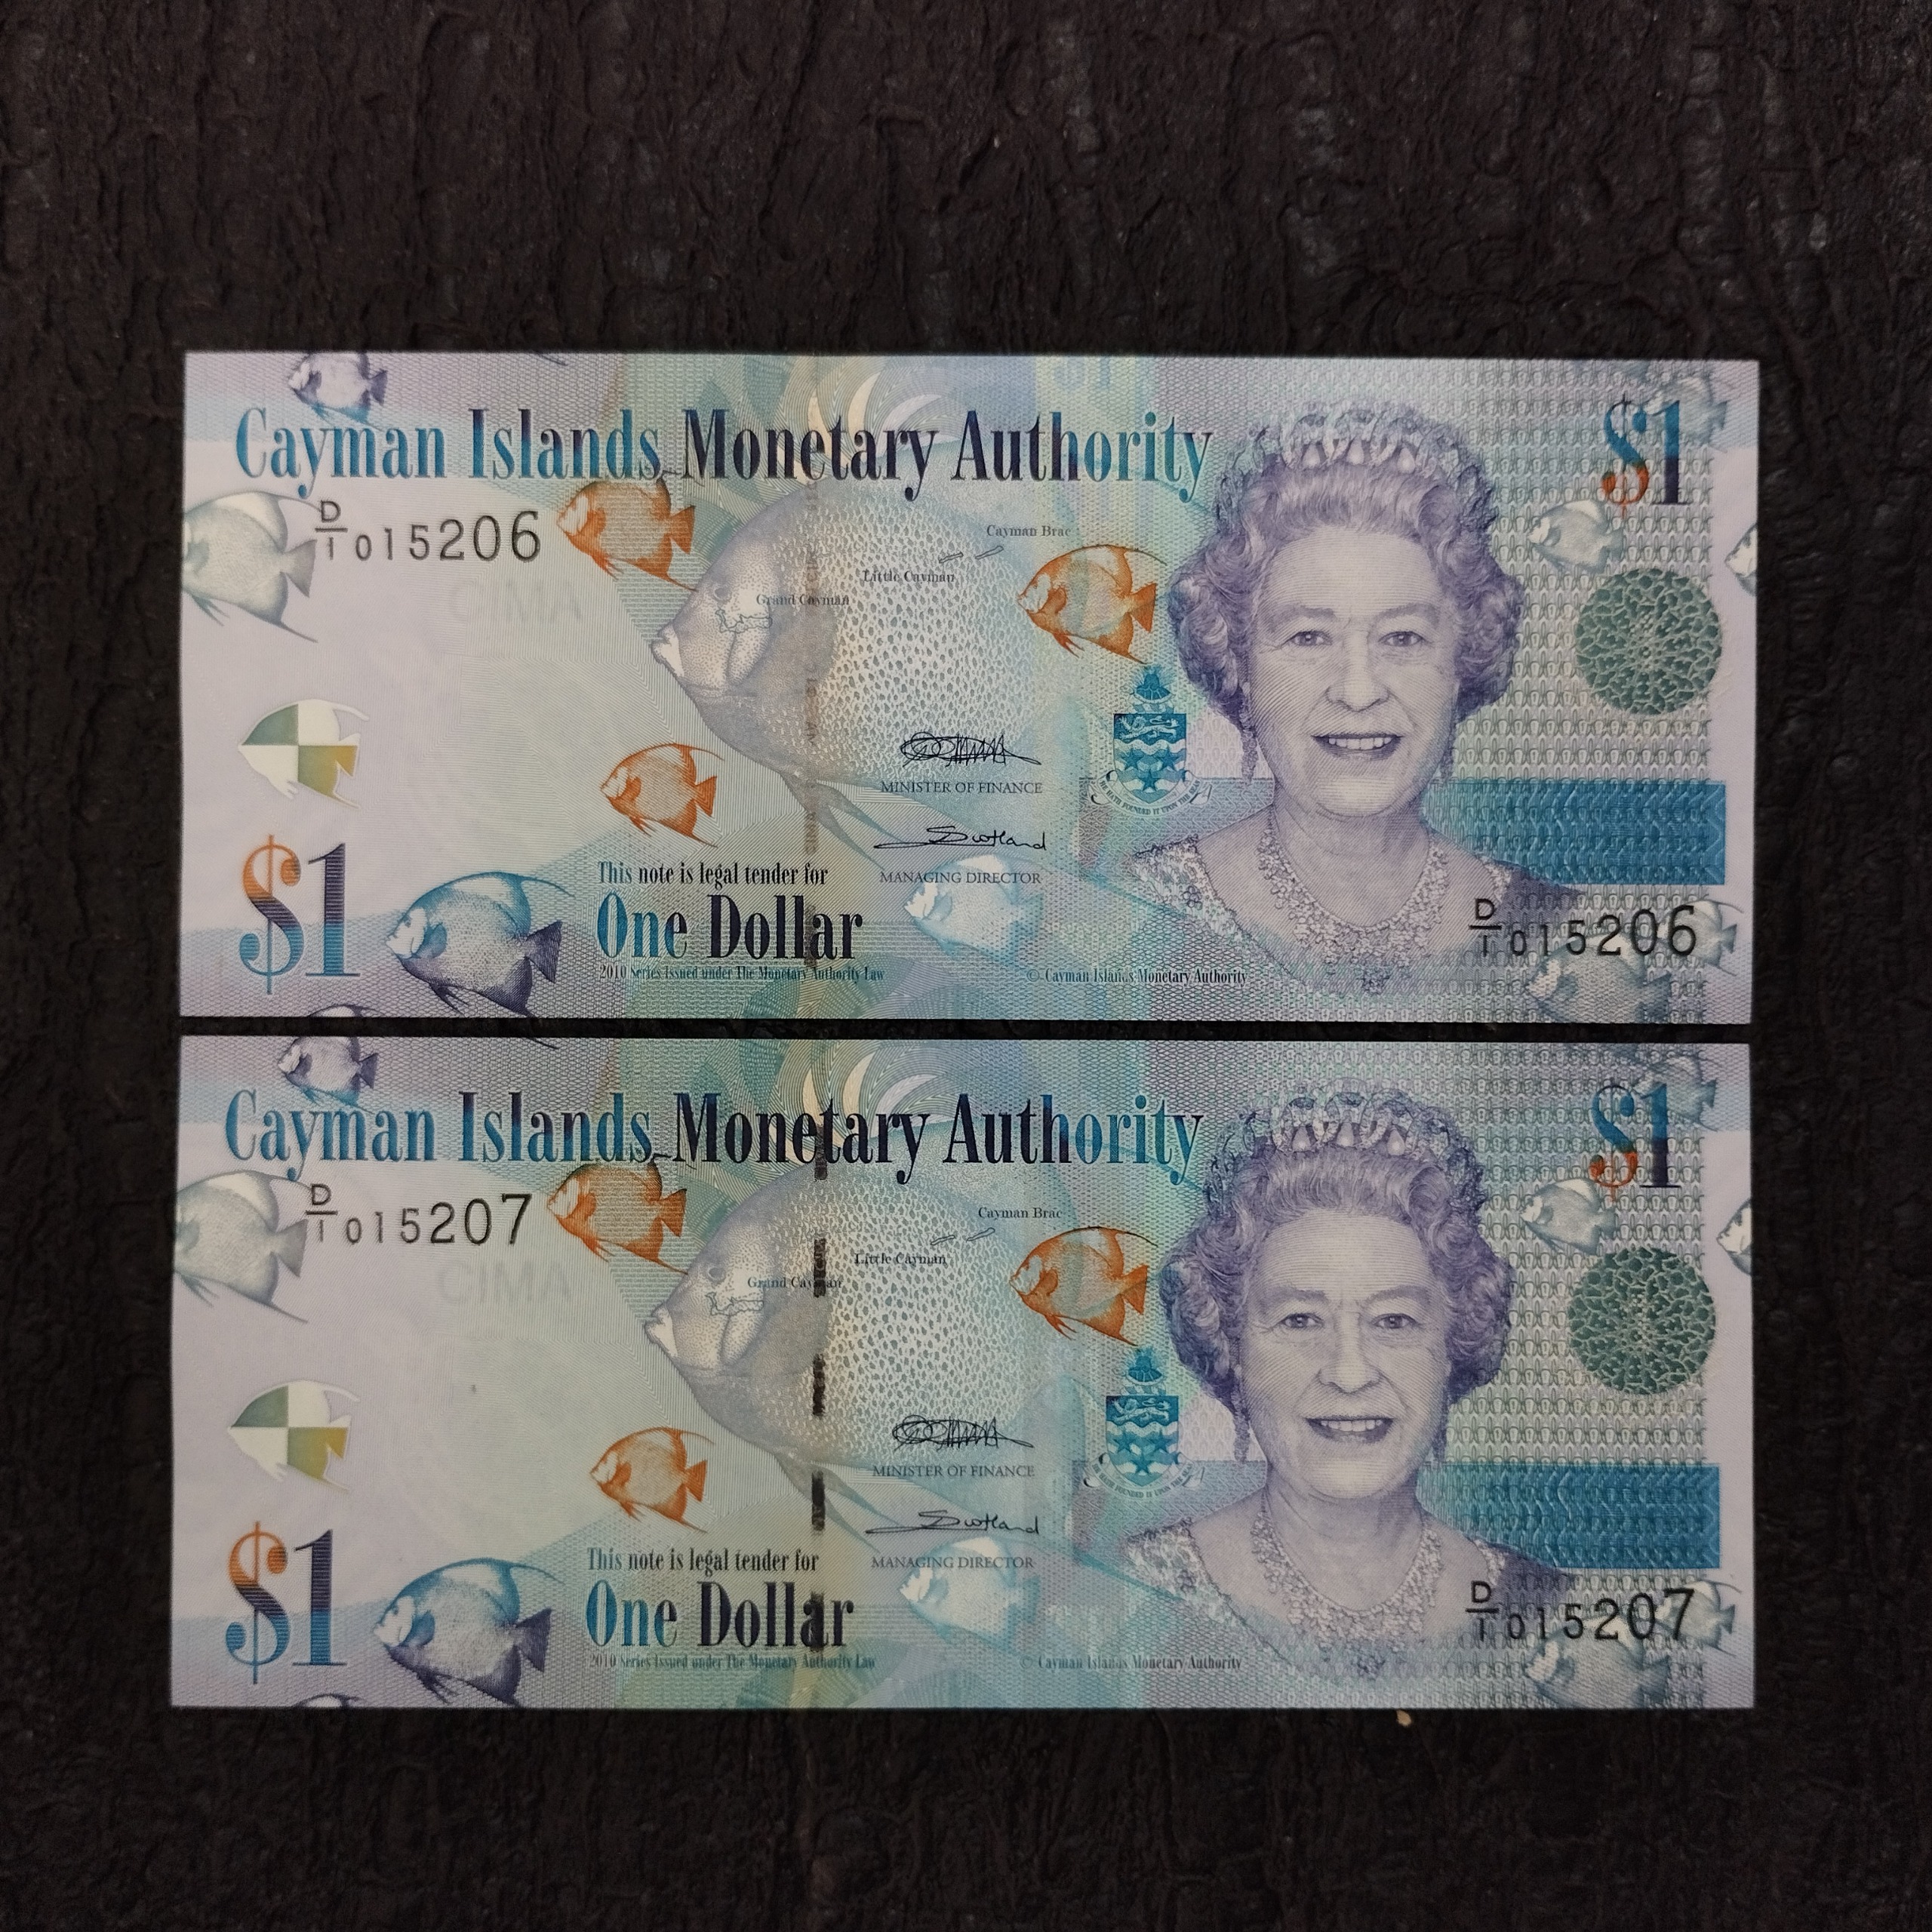 Cayman Islands Monetary Authority
$1
D/1 015206
CIMA
Cayman Brac
Little Cayman
Grand Cayman
MINISTER OF FINANCE
Scotland
MANAGING DIRECTOR
$1
This note is legal tender for
One Dollar
2010 Series Issued under The Monetary Authority Law
© Cayman Islands Monetary Authority
D/1 015206
Cayman Islands Monetary Authority
$1
D/1 015207
CIMA
Cayman Brac
Little Cayman
Grand Cayman
MINISTER OF FINANCE
Scotland
MANAGING DIRECTOR
$1
This note is legal tender for
One Dollar
2010 Series Issued under The Monetary Authority Law
© Cayman Islands Monetary Authority
D/1 015207